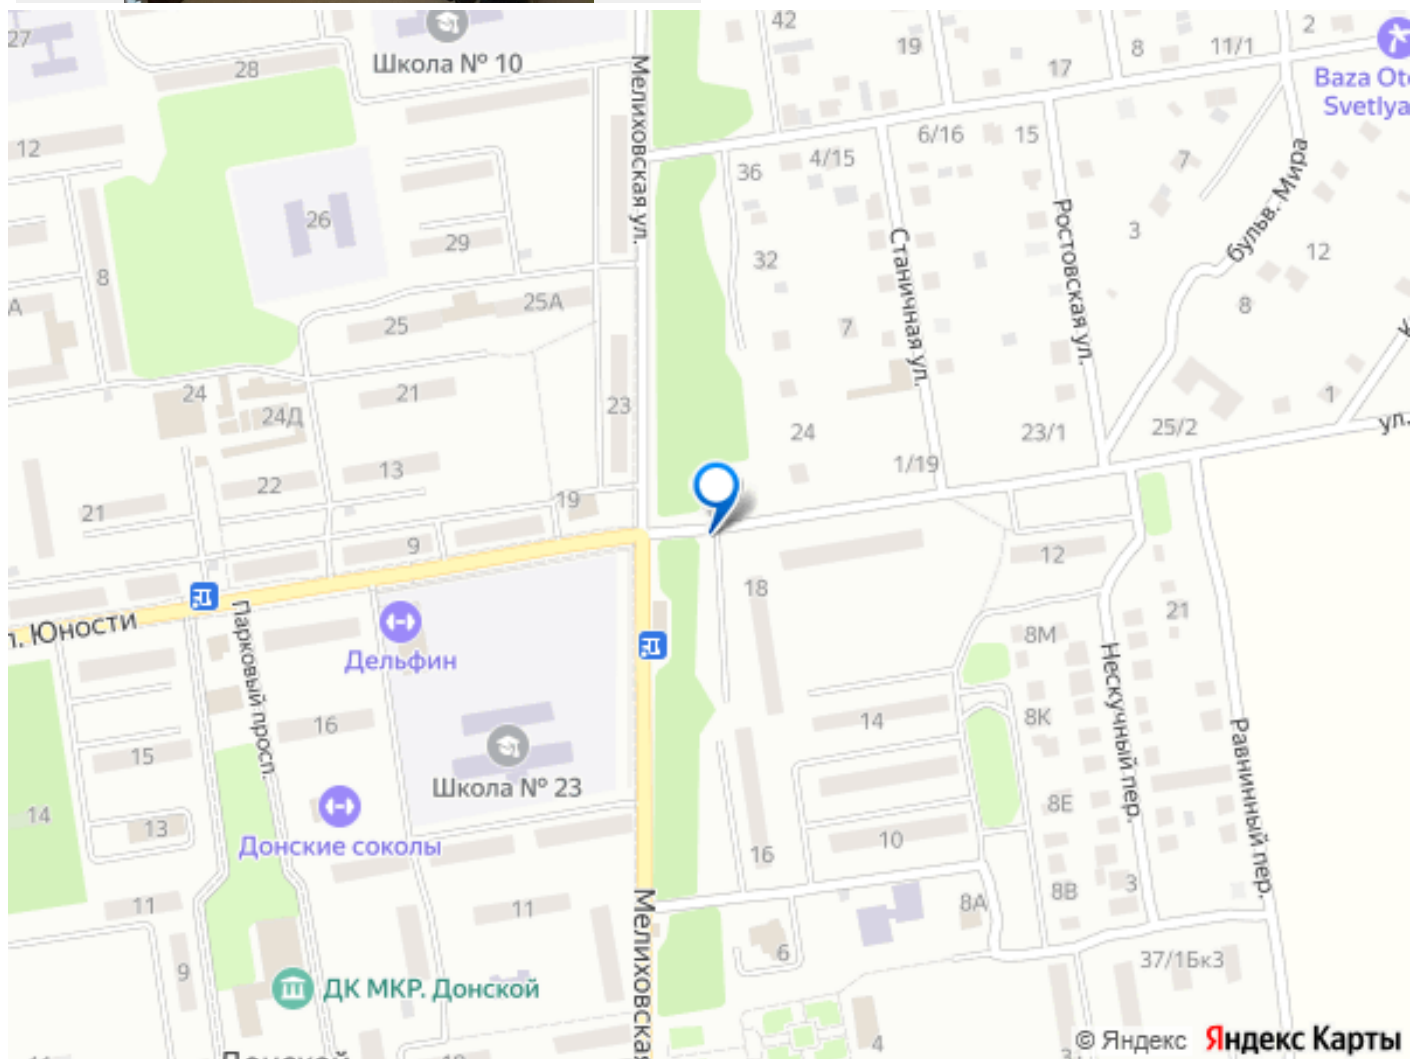 27
28
Школа № 10
42
19
8
11/1
2
17
Baza Ot
Svetlya
12
6/16
15
36
4/15
7
26
29
3
бульв. Мира
12
Мелиховская ул.
32
Станичная ул.
Ростовская ул.
8
25А
8
А
25
7
8
24
24Д
21
23
24
23/1
25/2
1
ул.
13
22
1/19
21
19
9
12
18
21
Юности
Парковый просп.
Дельфин
8М
Нескучный пер.
16
14
8К
Равнинный пер.
15
Школа № 23
14
13
Донские соколы
8Е
10
16
11
11
8А
8В
3
Мелиховская
9
6
37/1Бк3
ДК МКР. Донской
4
© Яндекс
Яндекс Карты